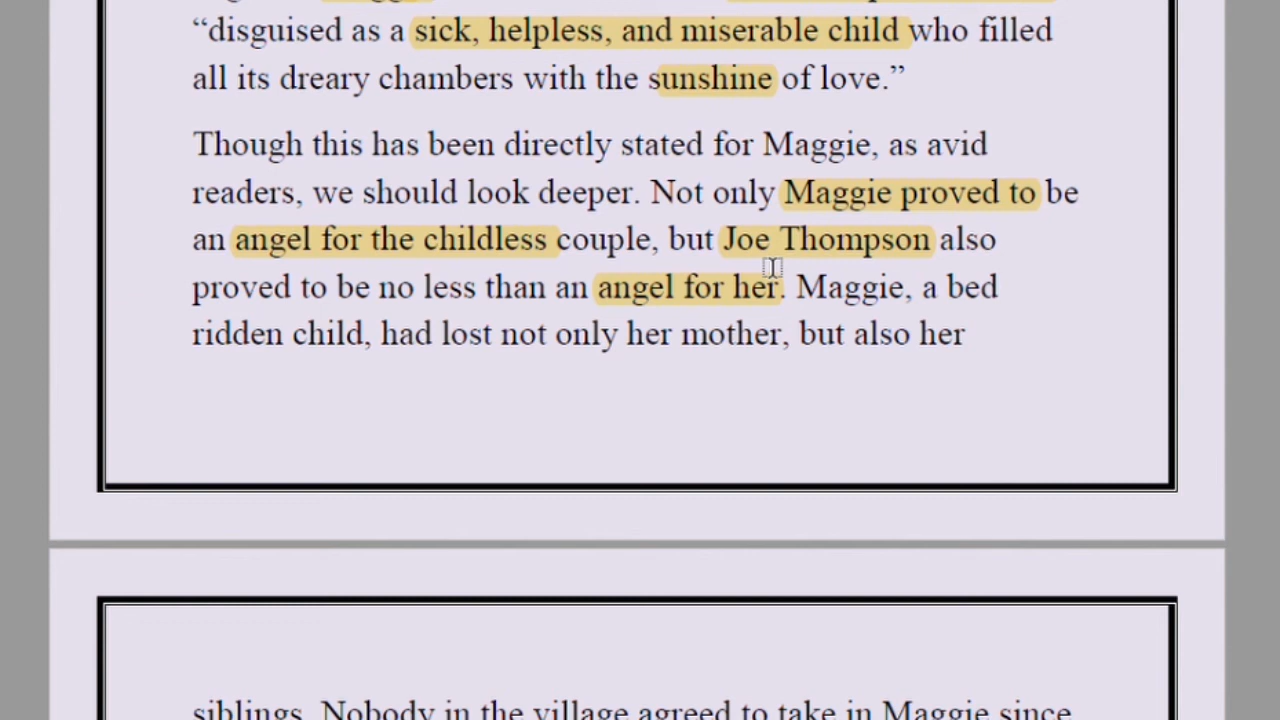 “disguised as a sick, helpless, and miserable child who filled
all its dreary chambers with the sunshine of love.”
Though this has been directly stated for Maggie, as avid
readers, we should look deeper. Not only Maggie proved to be
an angel for the childless couple, but Joe Thompson also
proved to be no less than an angel for her. Maggie, a bed
ridden child, had lost not only her mother, but also her
siblings. Nobody in the village agreed to take in Maggie since